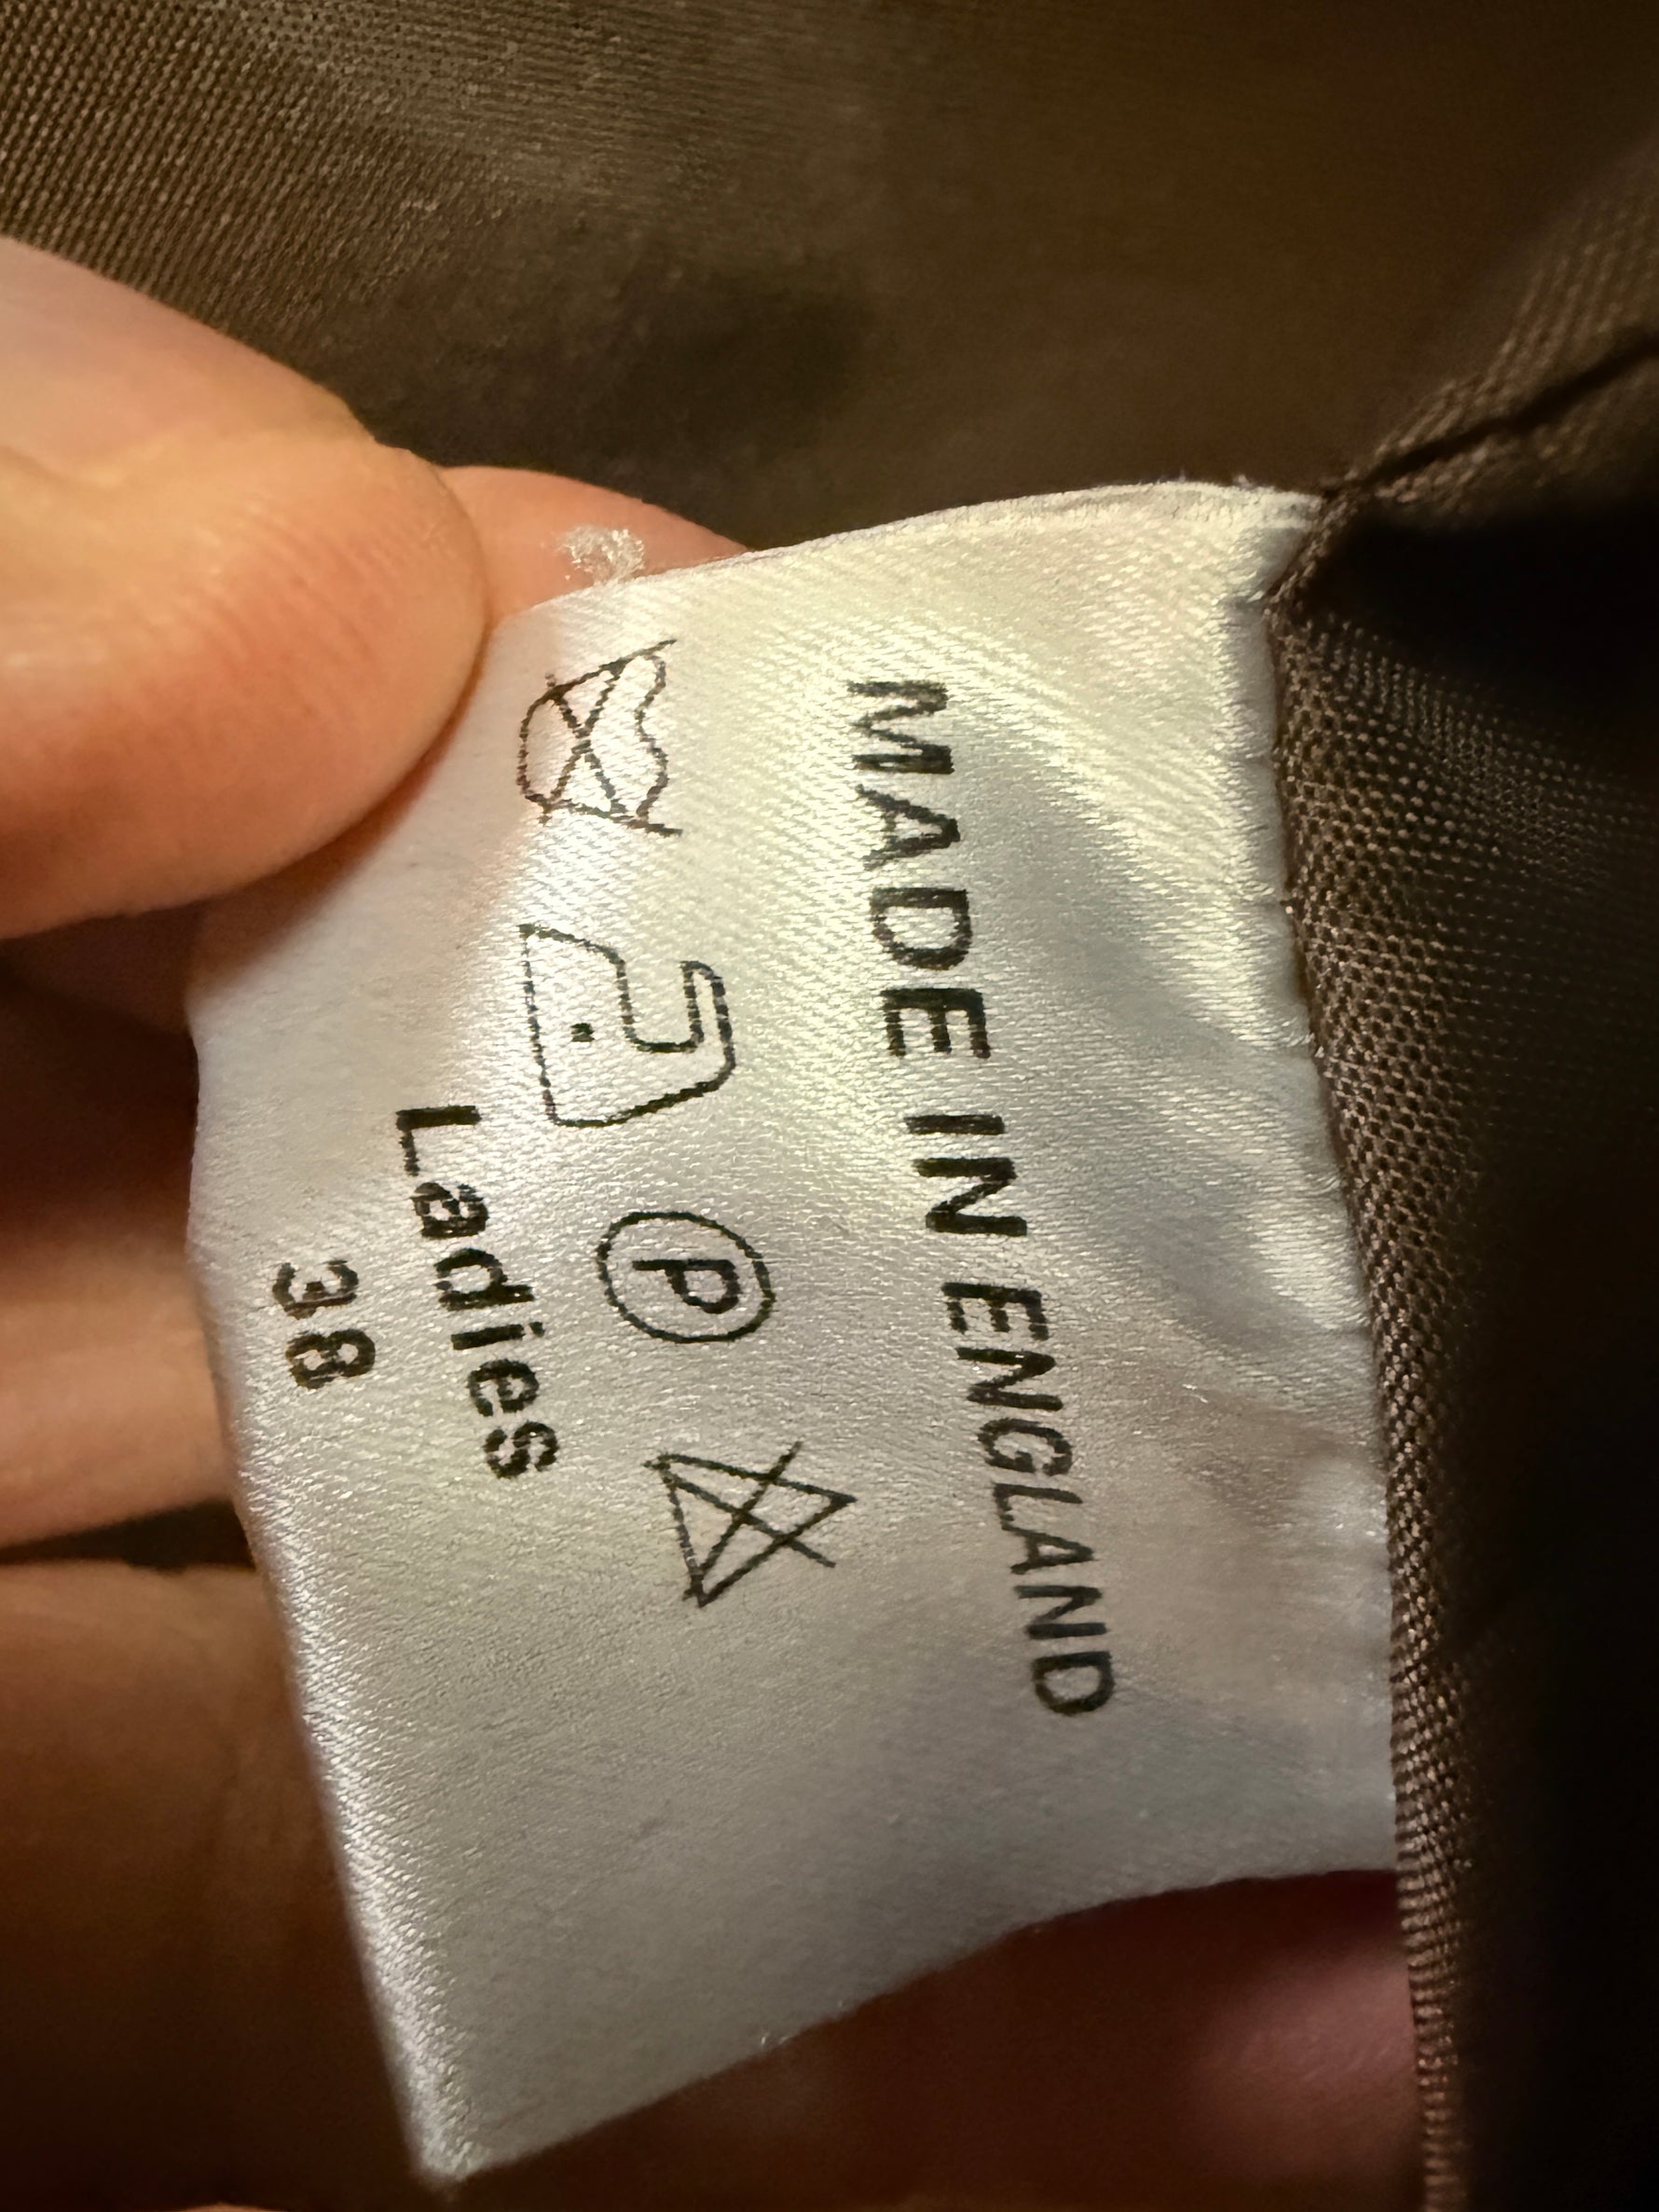 MADE IN ENGLAND
P
Ladies
38